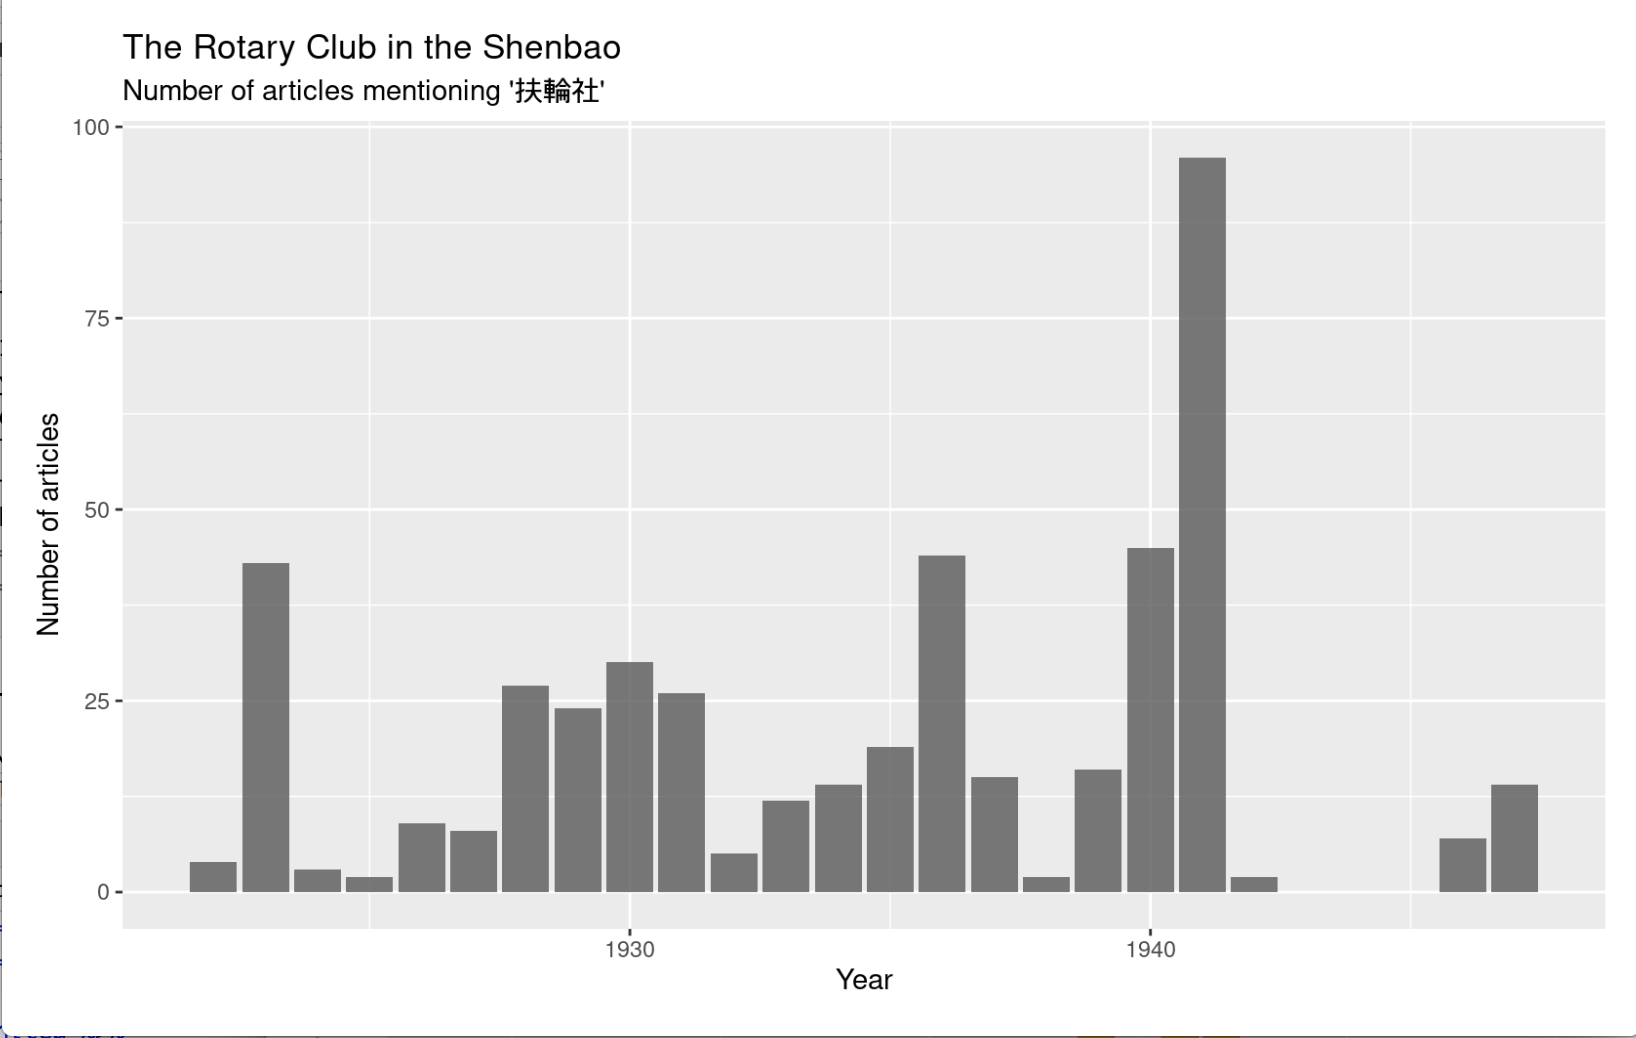 The Rotary Club in the Shenbao
Number of articles mentioning '扶輪社'
100
75
50
25
0
Number of articles
1930
1940
Year